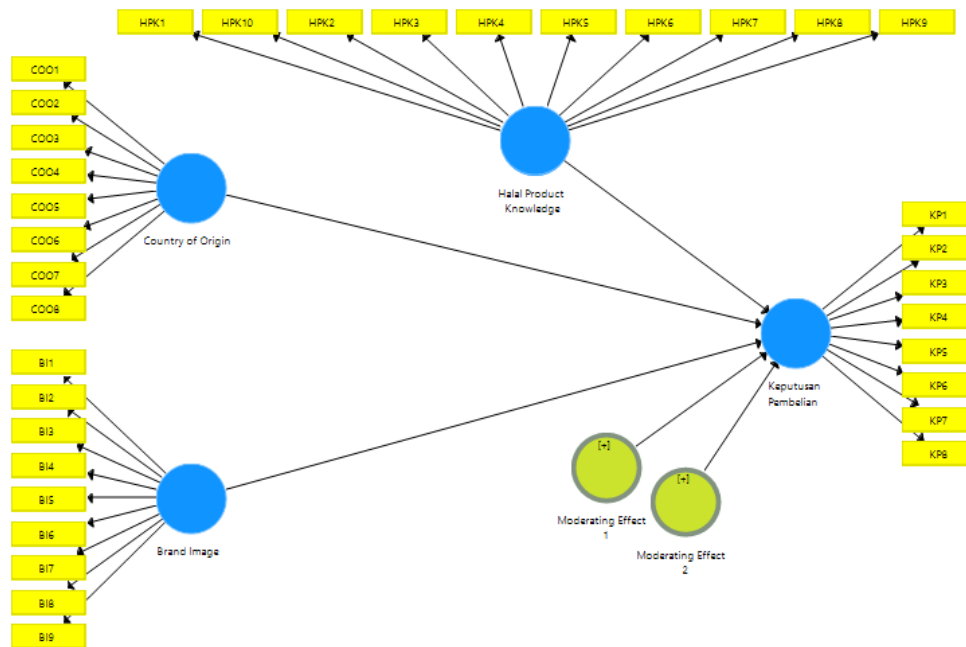 HPK1
HPK10
HPK2
HPK3
HPK4
HPK5
HPK6
HPK7
HPK8
HPK9
COO1
COO2
COO3
COO4
COO5
COO6
COO7
COO8
Country of Origin
Halal Product
Knowledge
KP1
KP2
KP3
KP4
KP5
KP6
KP7
KP8
Keputusan
Pembelian
BI1
BI2
BI3
BI4
BI5
BI6
BI7
BI8
BI9
Brand Image
[+]
Moderating Effect
1
[+]
Moderating Effect
2